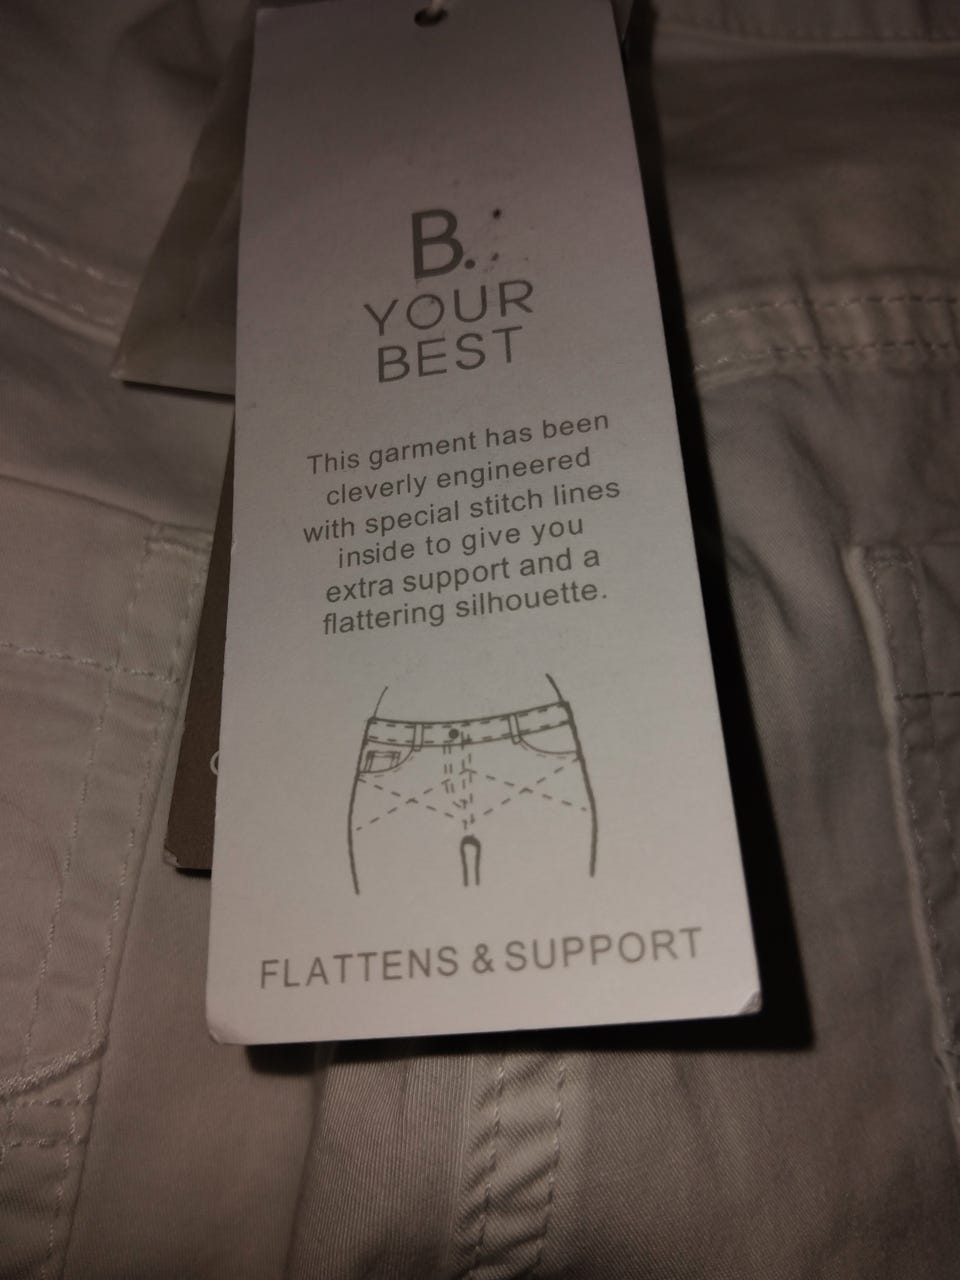 B.
YOUR
BEST
This garment has been
cleverly engineered
with special stitch lines
inside to give you
extra support and a
flattering silhouette.
FLATTENS & SUPPORT